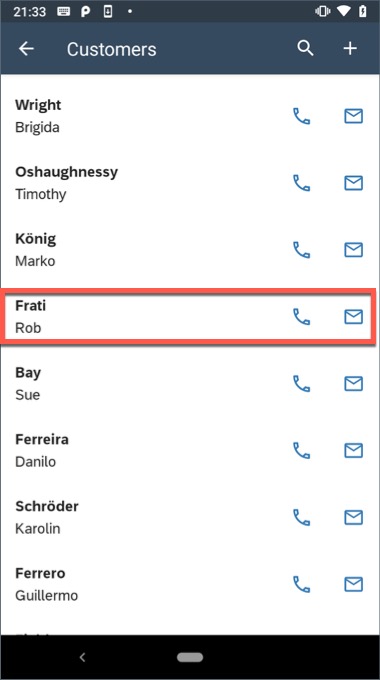 21:33
Customers
Wright
Brigida
Oshaughnessy
Timothy
König
Marko
Frati
Rob
Bay
Sue
Ferreira
Danilo
Schröder
Karolin
Ferrero
Guillermo